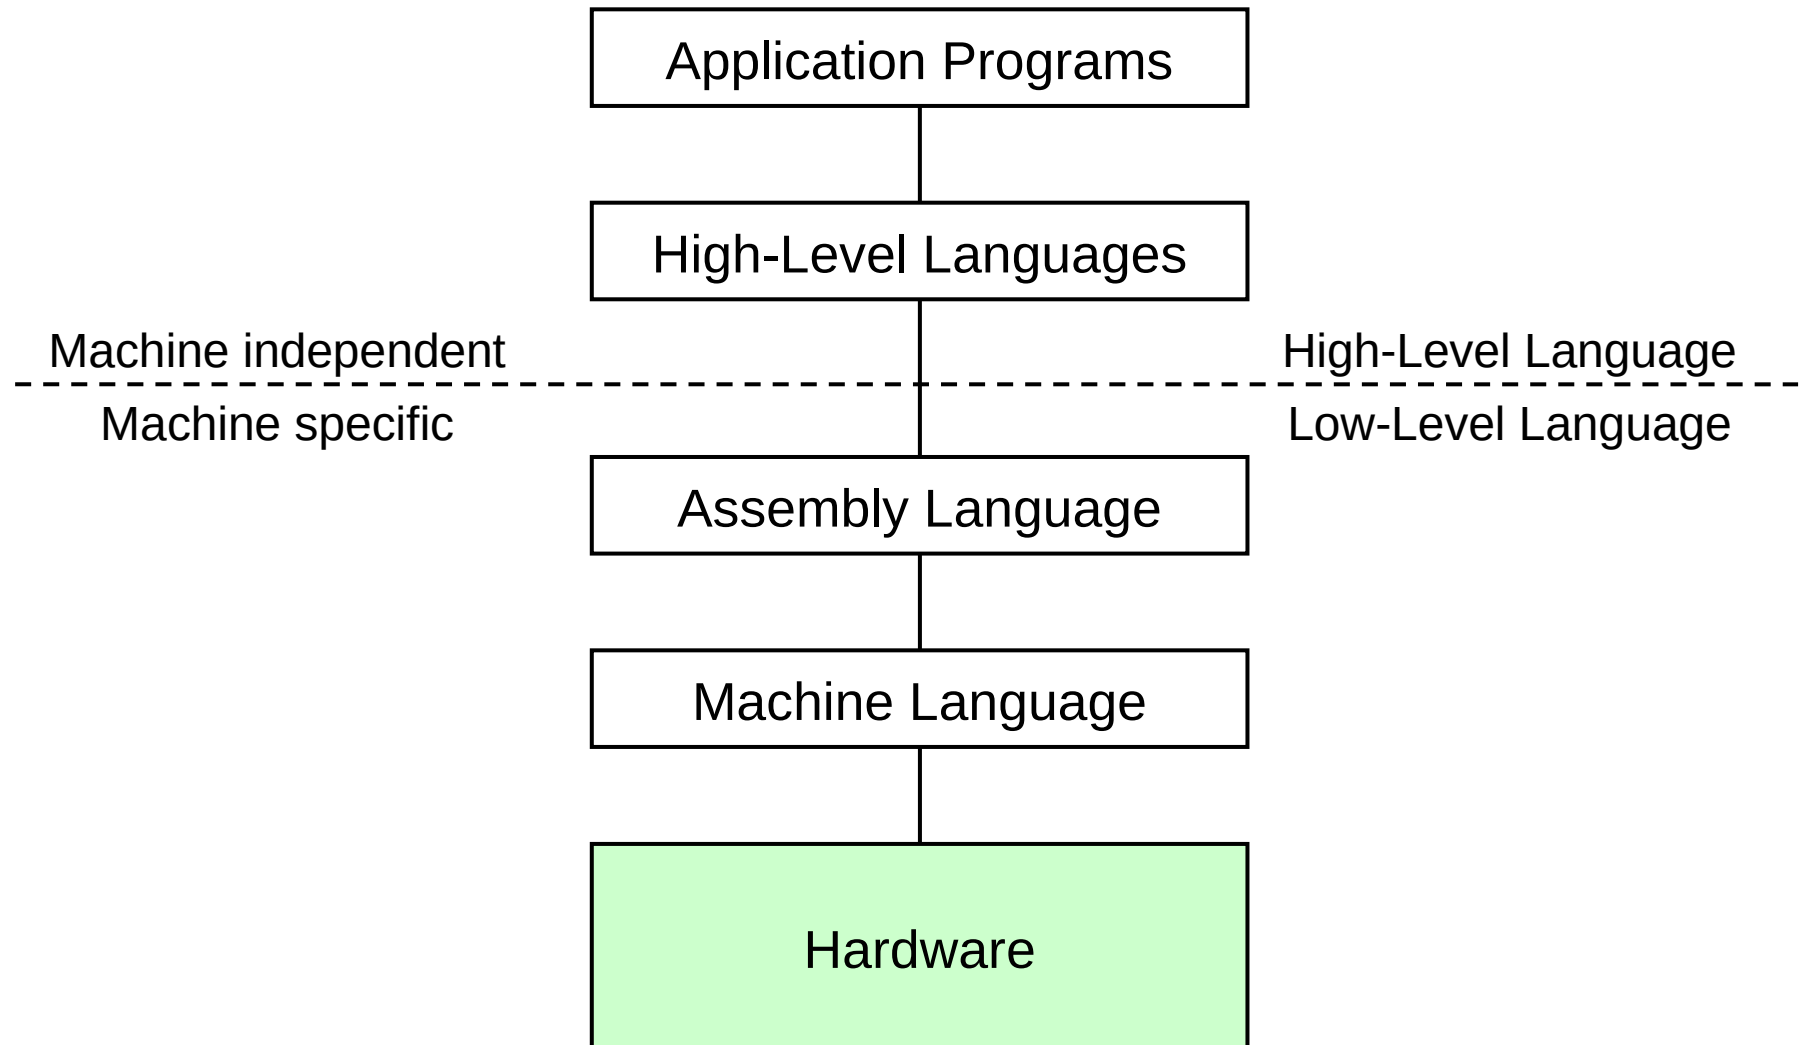 Application Programs
High-Level Languages
Machine independent
High-Level Language
Machine specific
Low-Level Language
Assembly Language
Machine Language
Hardware